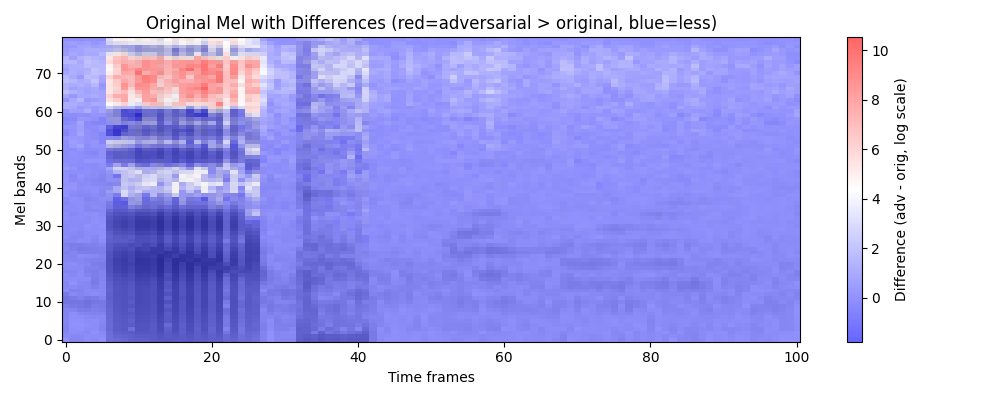 Original Mel with Differences (red=adversarial > original, blue=less)
Mel bands
70
60
50
40
30
20
10
0
0 20 40 60 80 100
Time frames
10
8
6
4
2
0
Difference (adv - orig, log scale)